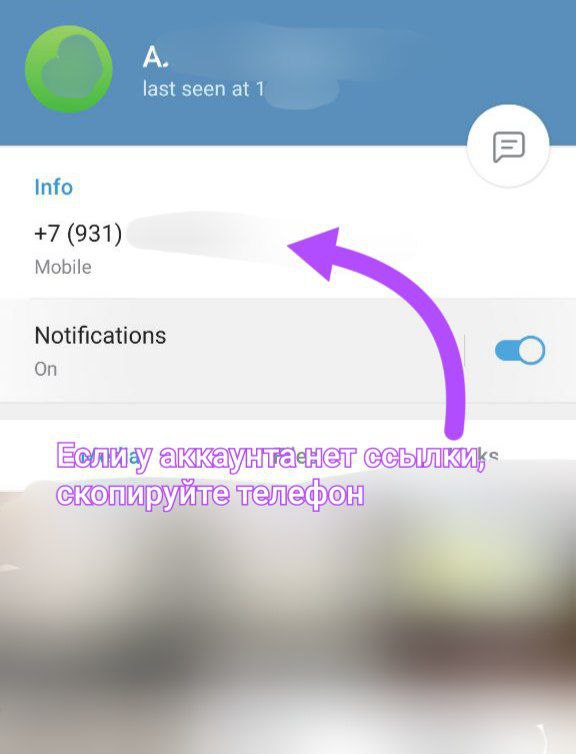 A.
last seen at 1
Info
+7 (931)
Mobile
Notifications
On
Если у аккаунта нет ссылки,
скопируйте телефон